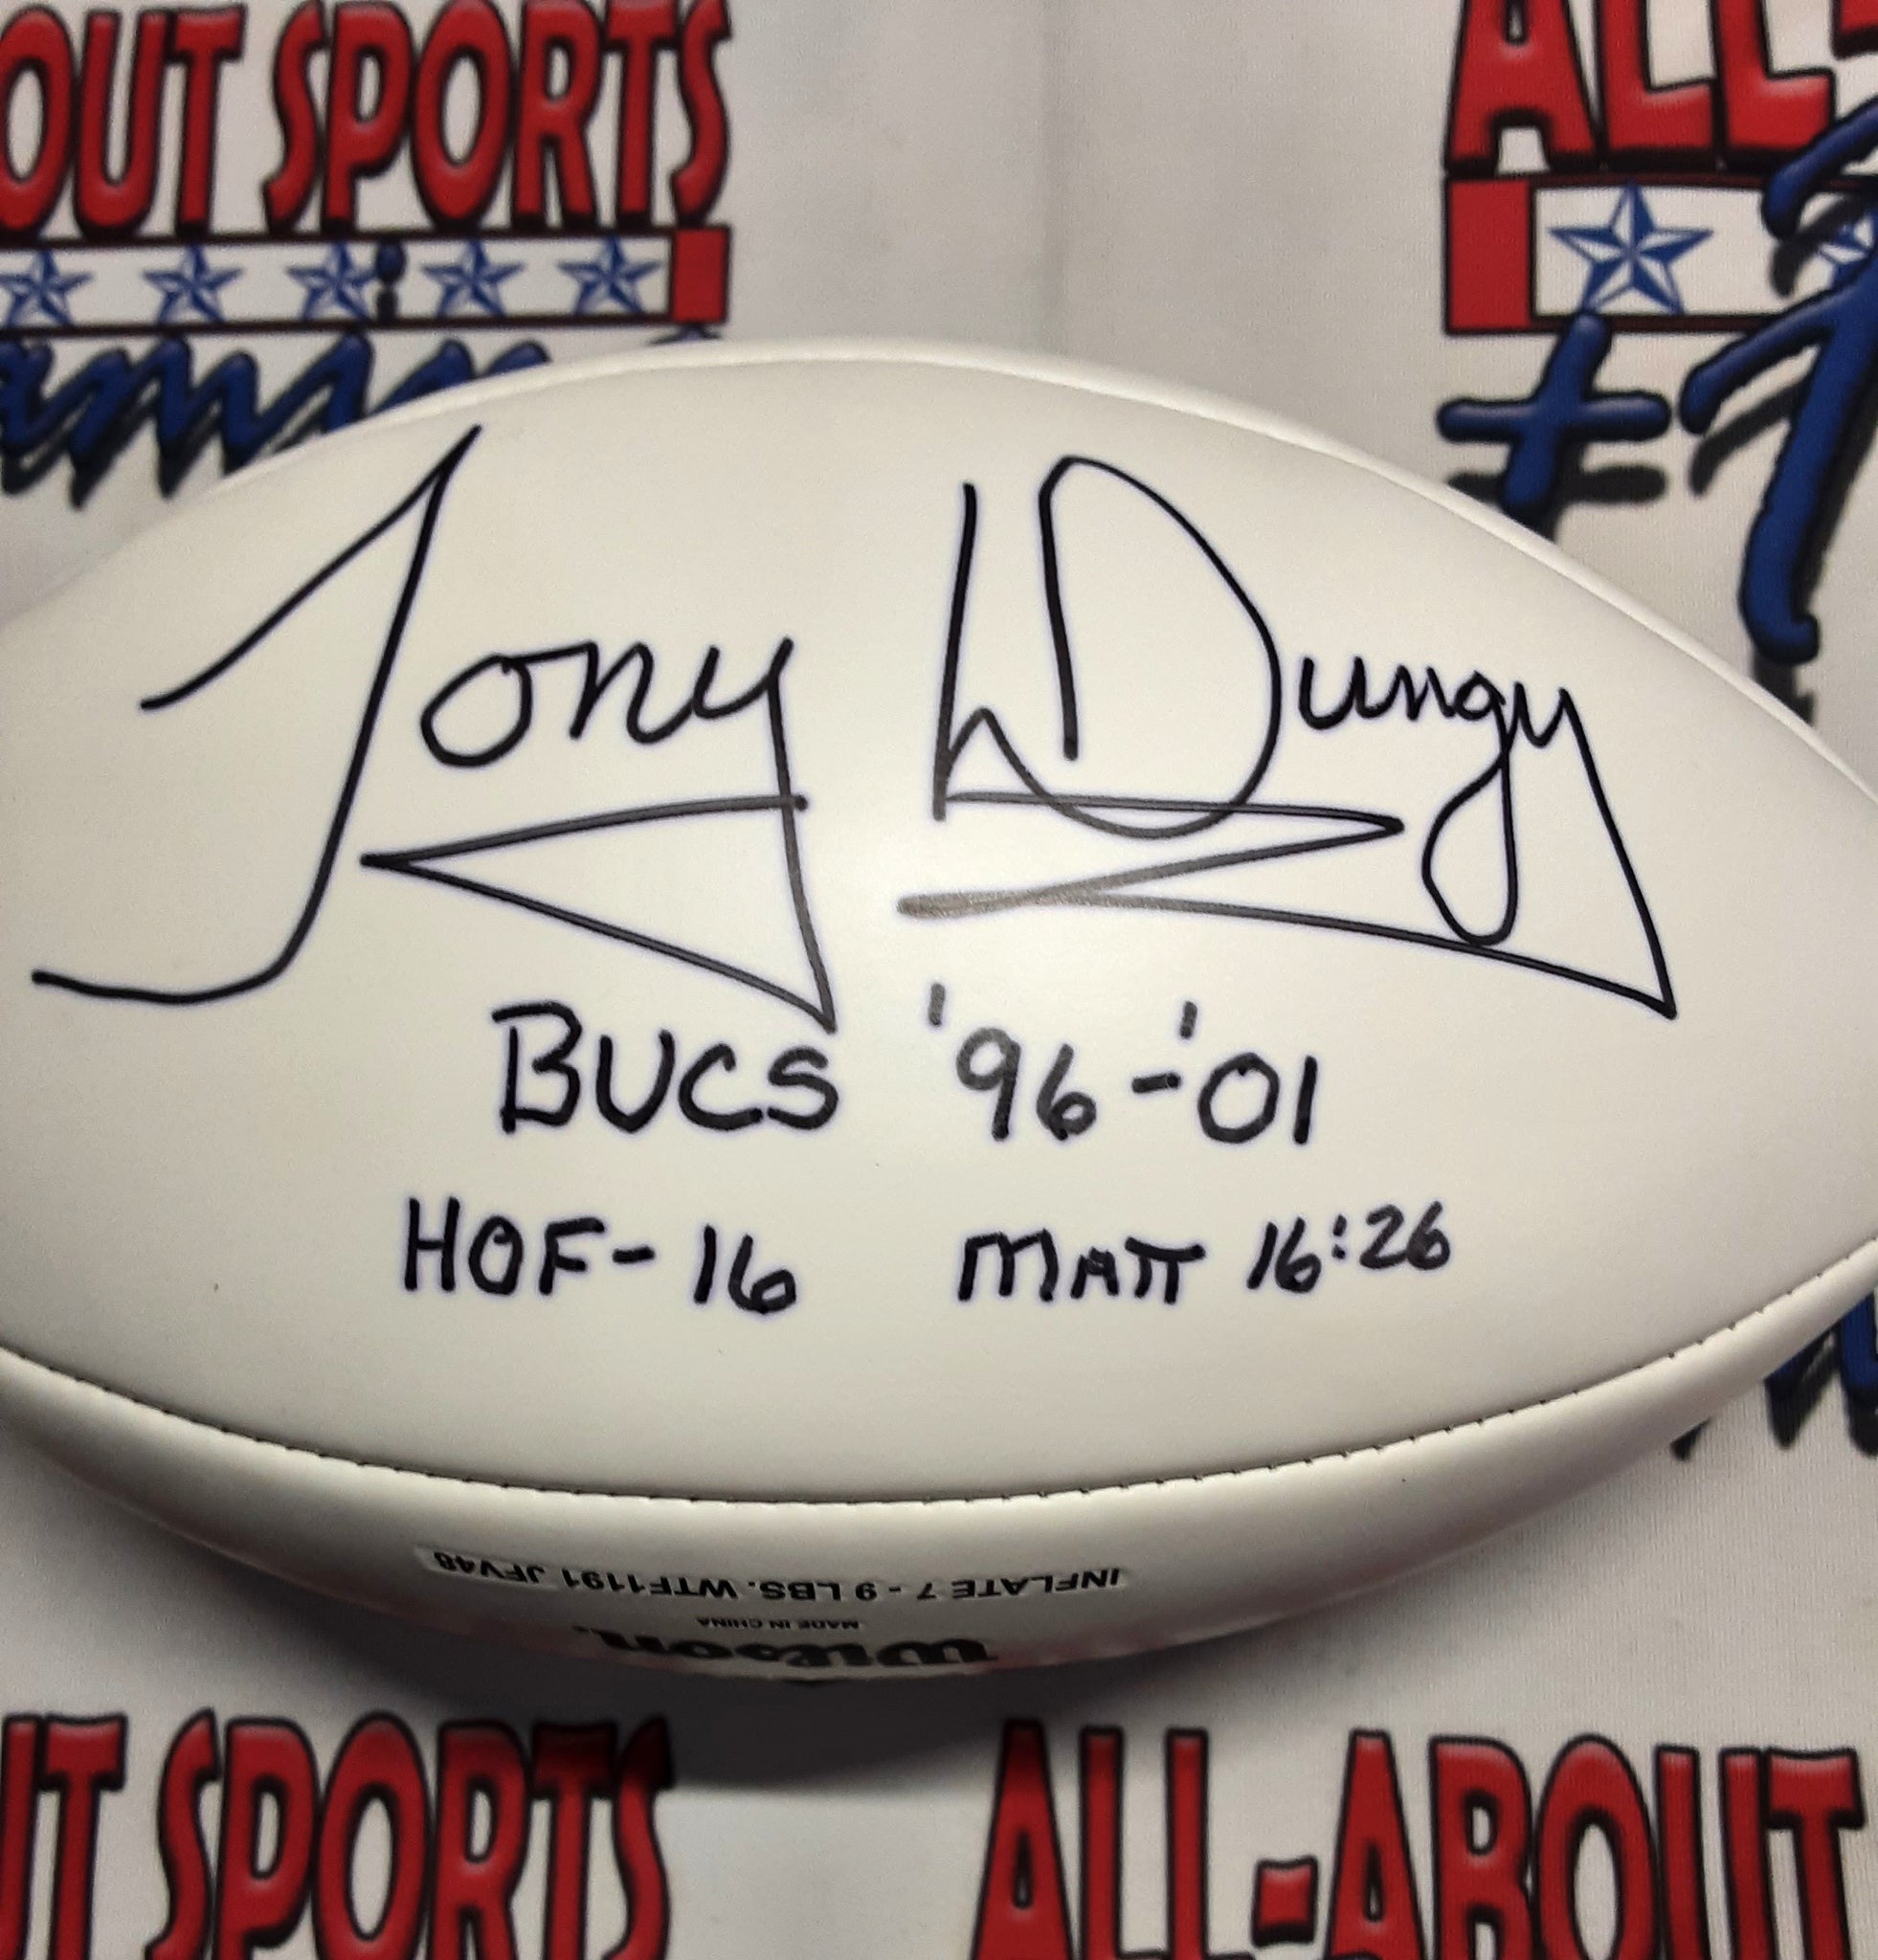 OUT SPORTS
ALL-
Tony Dungy
BUCS '96-'01
HOF-16 MATT 16:26
INFLATE 7 - 9 LBS. WTF1191 JFV48
MADE IN CHINA
Wilson.
UT SPORTS
ALL-ABOUT